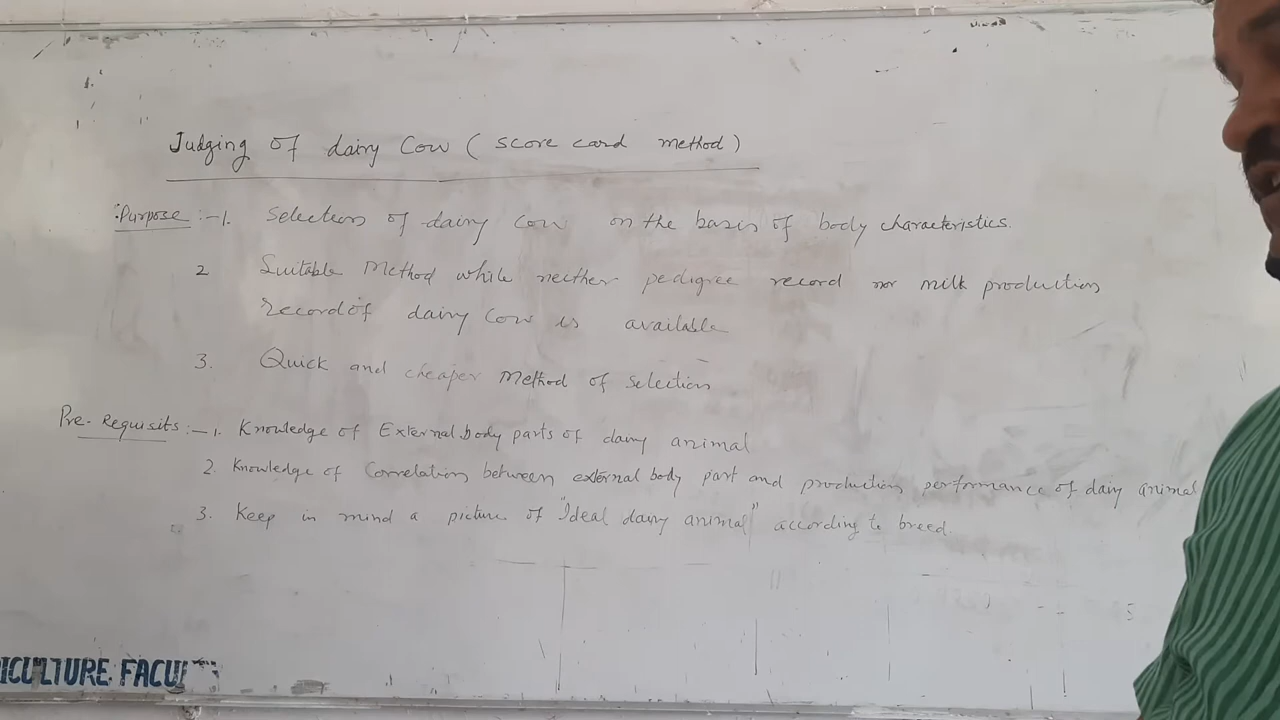 Judging of dairy Cow ( score card method )
Purpose :- 1. Selection of dairy cow on the basis of body characteristics.
2 Suitable Method while neither pedigree record nor milk production
record of dairy Cow is available
3. Quick and cheaper Method of selection
Pre-Requisits :- 1. Knowledge of External body parts of dairy animal
2. Knowledge of Correlation between external body part and production performance of dairy animal
3. Keep in mind a picture of "Ideal dairy animal" according to breed.
ICULTURE FACU